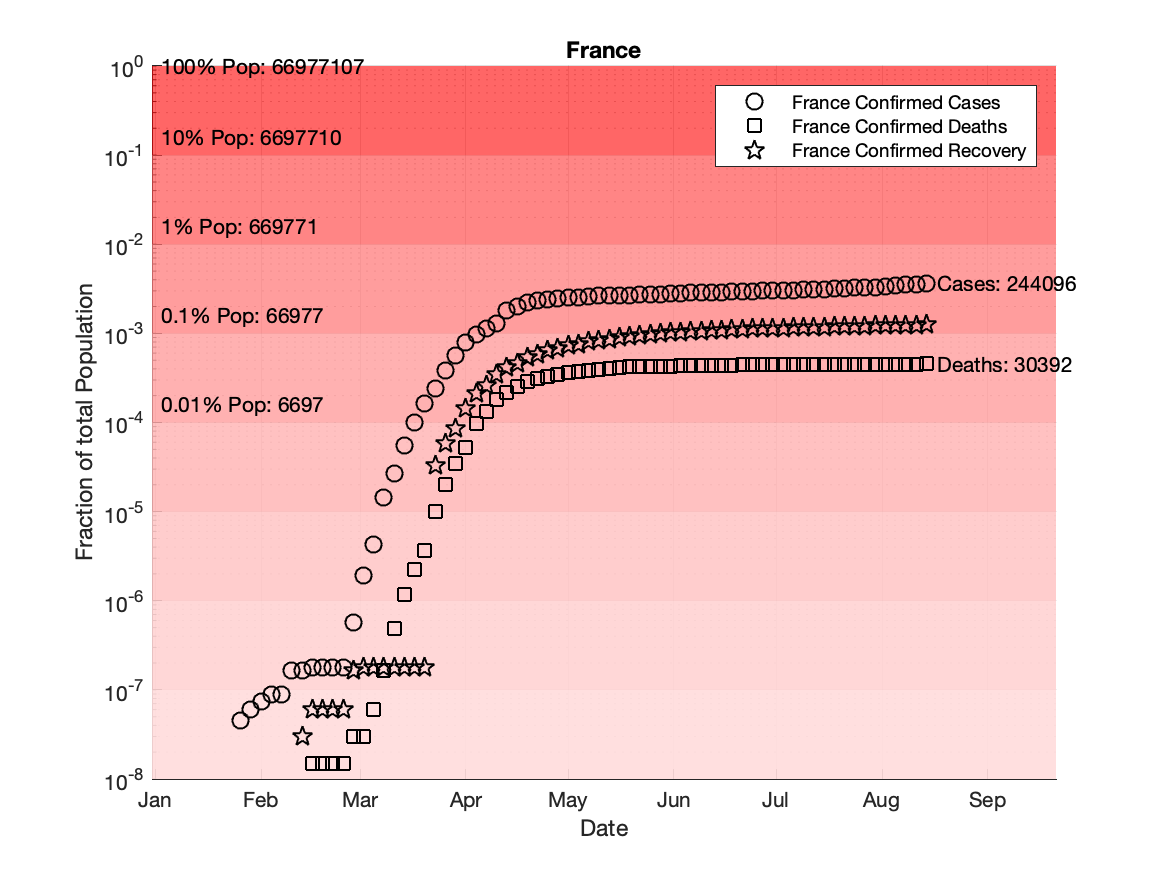 France
10^0
10^-1
10^-2
10^-3
10^-4
10^-5
10^-6
10^-7
10^-8
Fraction of total Population
100% Pop: 66977107
10% Pop: 6697710
1% Pop: 669771
0.1% Pop: 66977
0.01% Pop: 6697
France Confirmed Cases
France Confirmed Deaths
France Confirmed Recovery
Cases: 244096
Deaths: 30392
Jan Feb Mar Apr May Jun Jul Aug Sep
Date